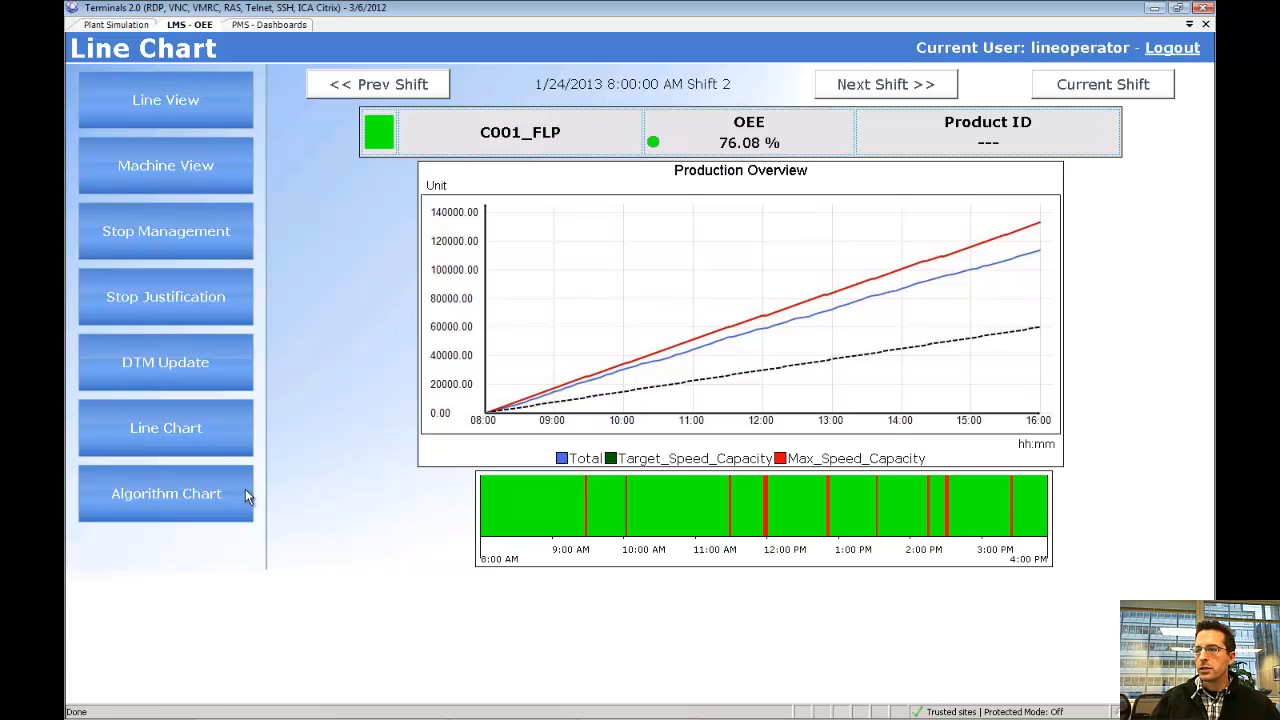 Terminals 2.0 (RDP, VNC, VMRC, RAS, Telnet, SSH, ICA Citrix) - 3/6/2012
Plant Simulation LMS - OEE PMS - Dashboards
Line Chart
Current User: lineoperator - Logout
Line View
Machine View
Stop Management
Stop Justification
DTM Update
Line Chart
Algorithm Chart
<< Prev Shift 1/24/2013 8:00:00 AM Shift 2 Next Shift >> Current Shift
C001_FLP
OEE
76.08 %
Product ID
---
Production Overview
Unit
140000.00
120000.00
100000.00
80000.00
60000.00
40000.00
20000.00
0.00
08:00 09:00 10:00 11:00 12:00 13:00 14:00 15:00 16:00
hh:mm
Total Target_Speed_Capacity Max_Speed_Capacity
9:00 AM 10:00 AM 11:00 AM 12:00 PM 1:00 PM 2:00 PM 3:00 PM
8:00 AM 4:00 PM
Done
Trusted sites | Protected Mode: Off